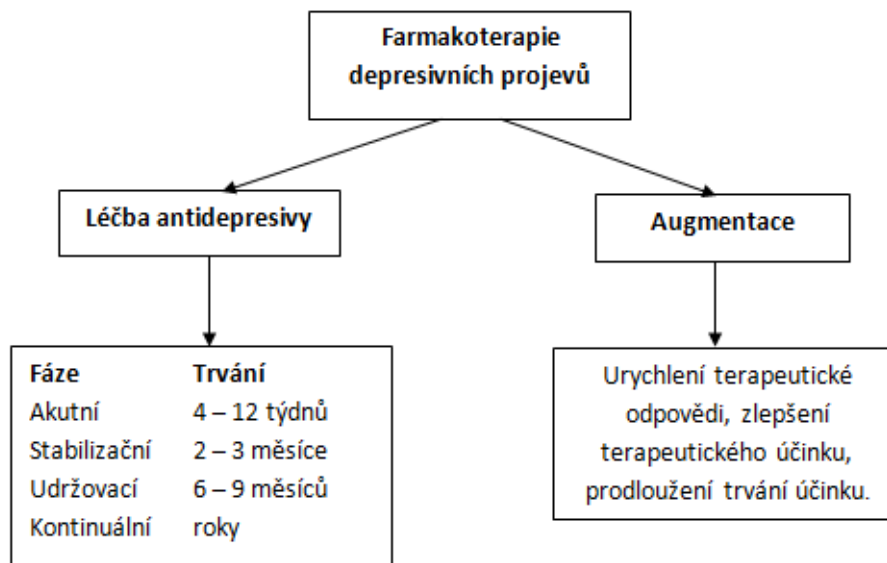 Farmakoterapie
depresivních projevů
Léčba antidepresivy
Augmentace
Fáze Trvání
Akutní 4 – 12 týdnů
Stabilizační 2 – 3 měsíce
Udržovací 6 – 9 měsíců
Kontinuální roky
Urychlení terapeutické
odpovědi, zlepšení
terapeutického účinku,
prodloužení trvání účinku.